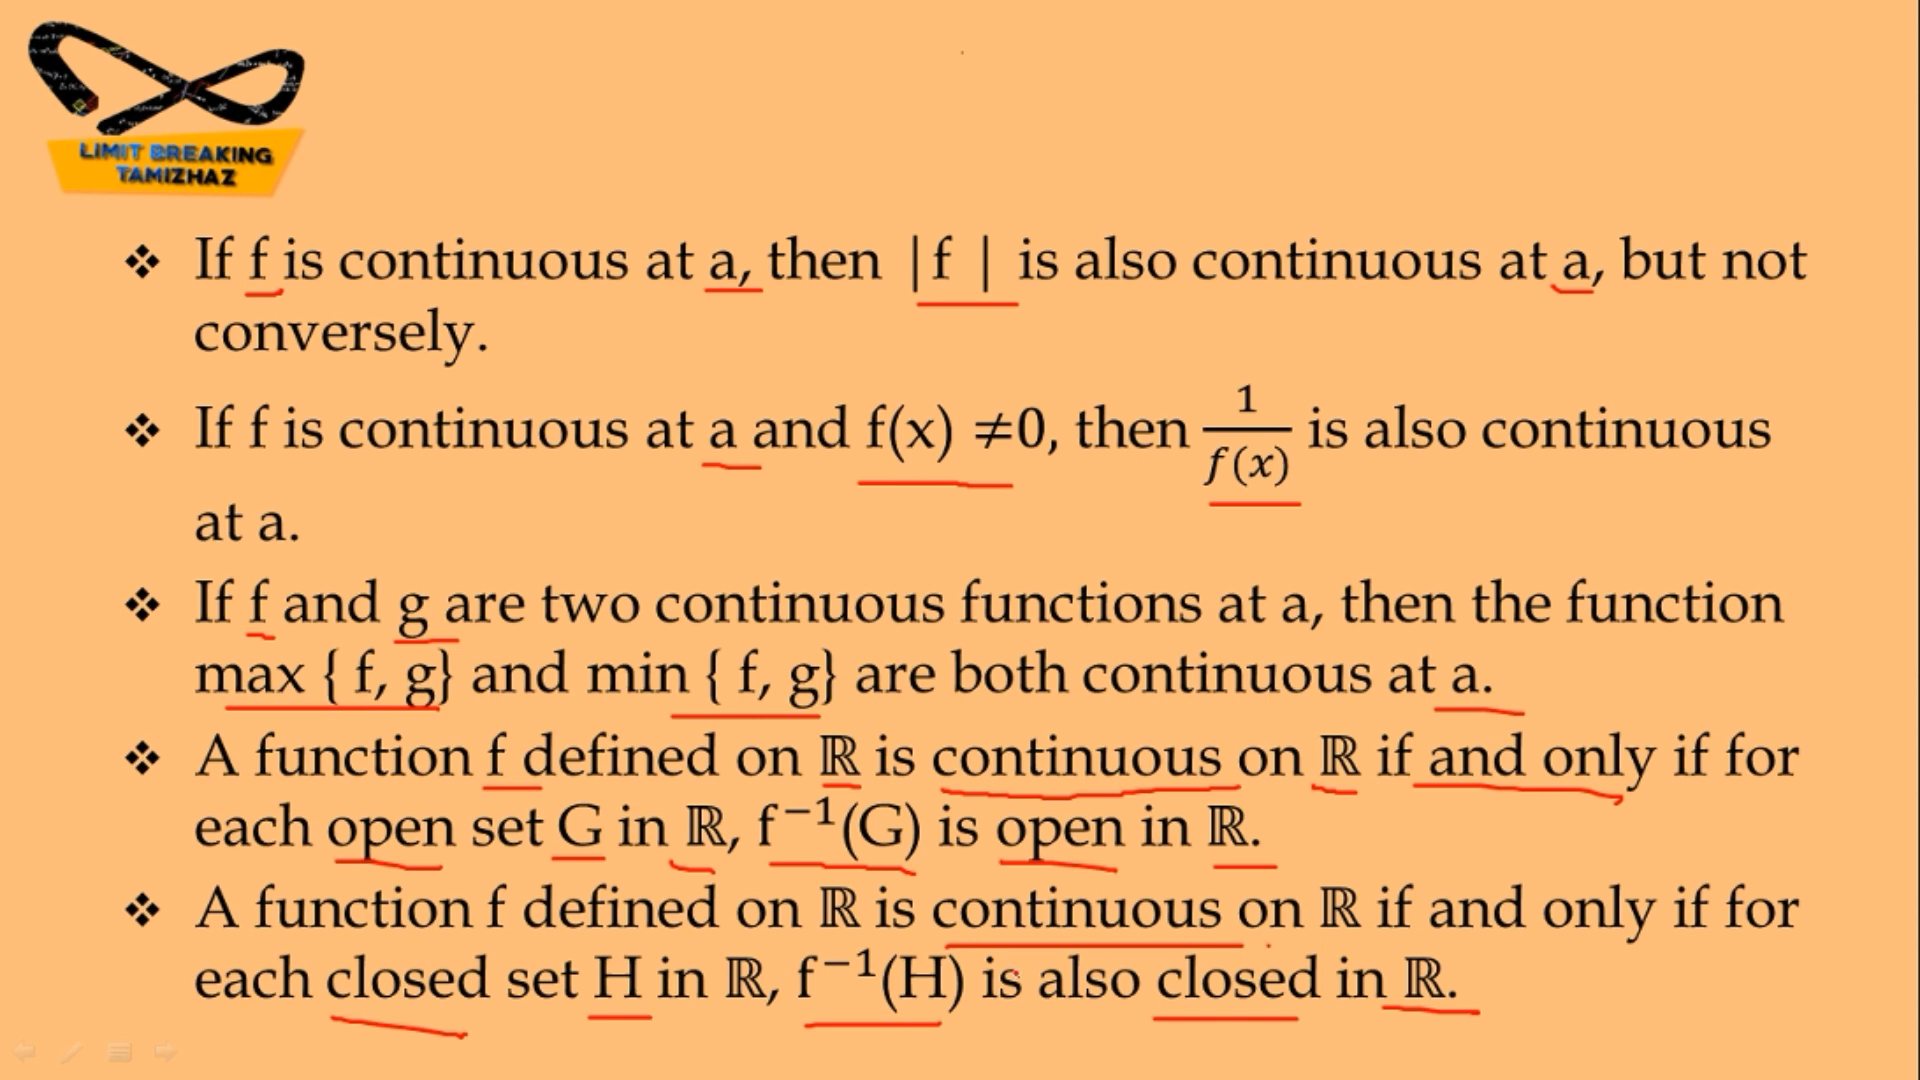 LIMIT BREAKING
TAMIZHAZ
❖ If f is continuous at a, then |f | is also continuous at a, but not
conversely.
❖ If f is continuous at a and f(x) ≠0, then 1/f(x) is also continuous
at a.
❖ If f and g are two continuous functions at a, then the function
max { f, g} and min { f, g} are both continuous at a.
❖ A function f defined on ℝ is continuous on ℝ if and only if for
each open set G in ℝ, f⁻¹(G) is open in ℝ.
❖ A function f defined on ℝ is continuous on ℝ if and only if for
each closed set H in ℝ, f⁻¹(H) is also closed in ℝ.